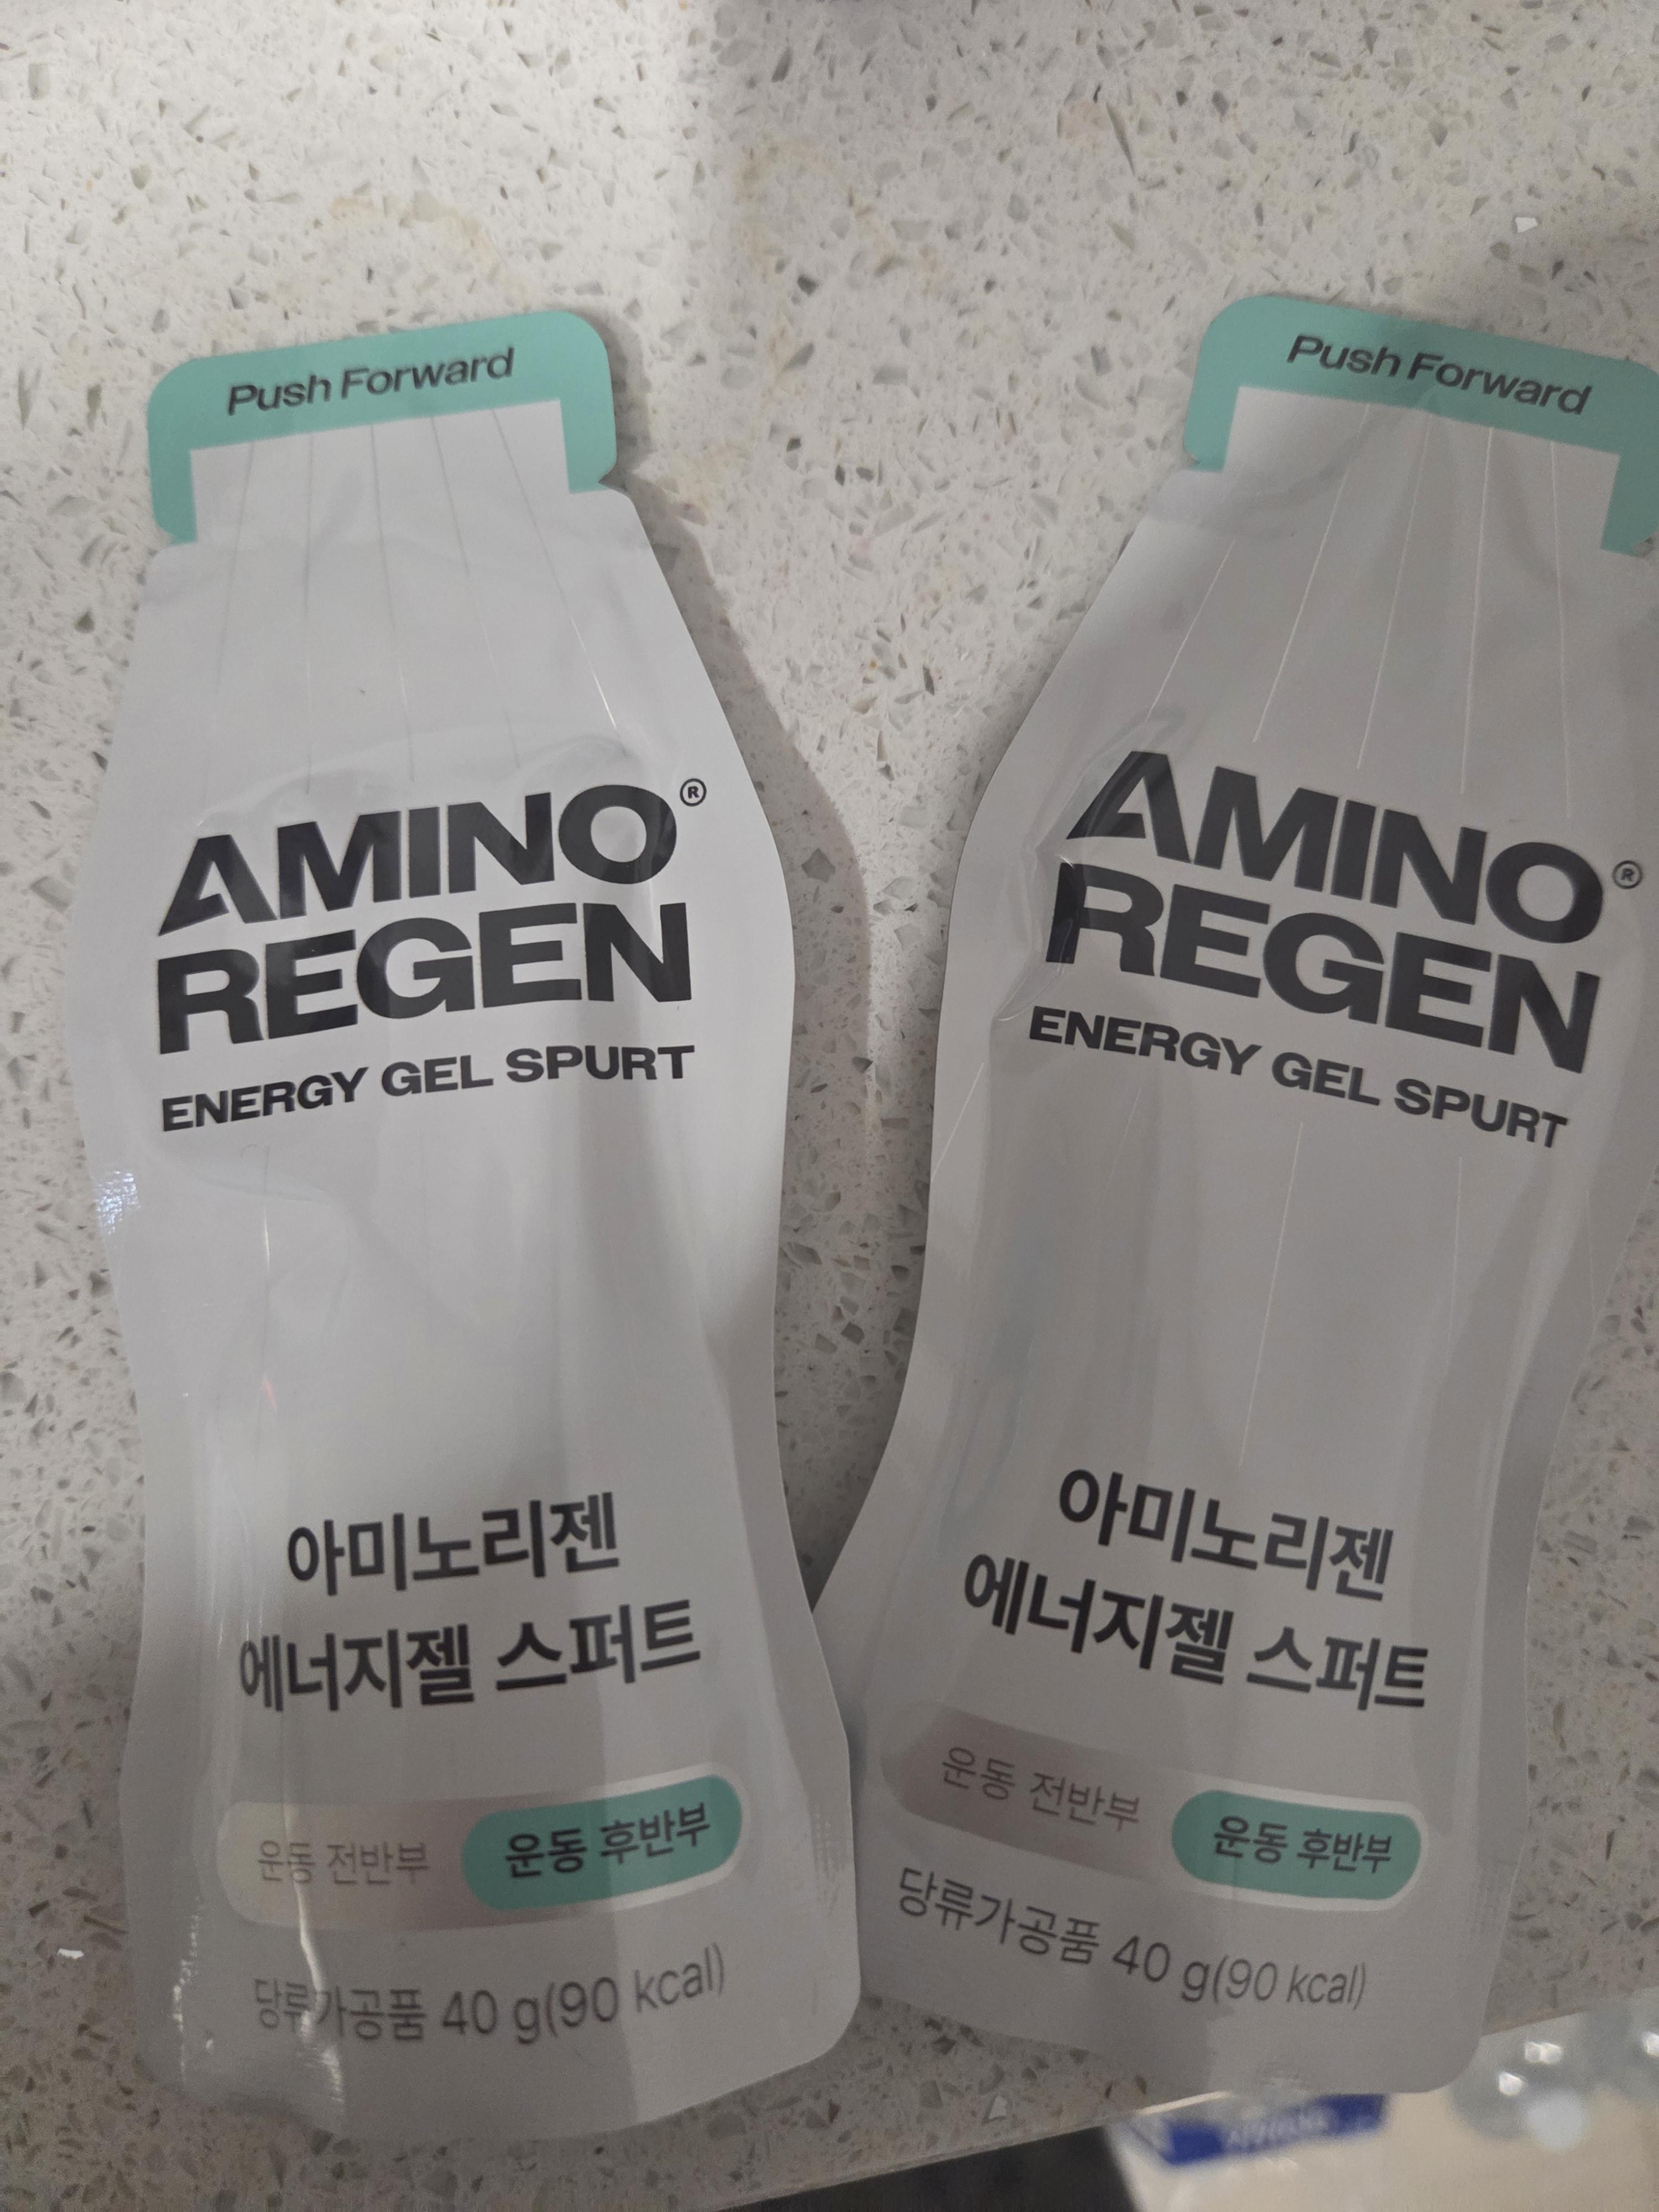 Push Forward
AMINO®
REGEN
ENERGY GEL SPURT
아미노리젠
에너지젤 스퍼트
운동 전반부 운동 후반부
당류가공품 40 g(90 kcal)
Push Forward
AMINO®
REGEN
ENERGY GEL SPURT
아미노리젠
에너지젤 스퍼트
운동 전반부 운동 후반부
당류가공품 40 g(90 kcal)